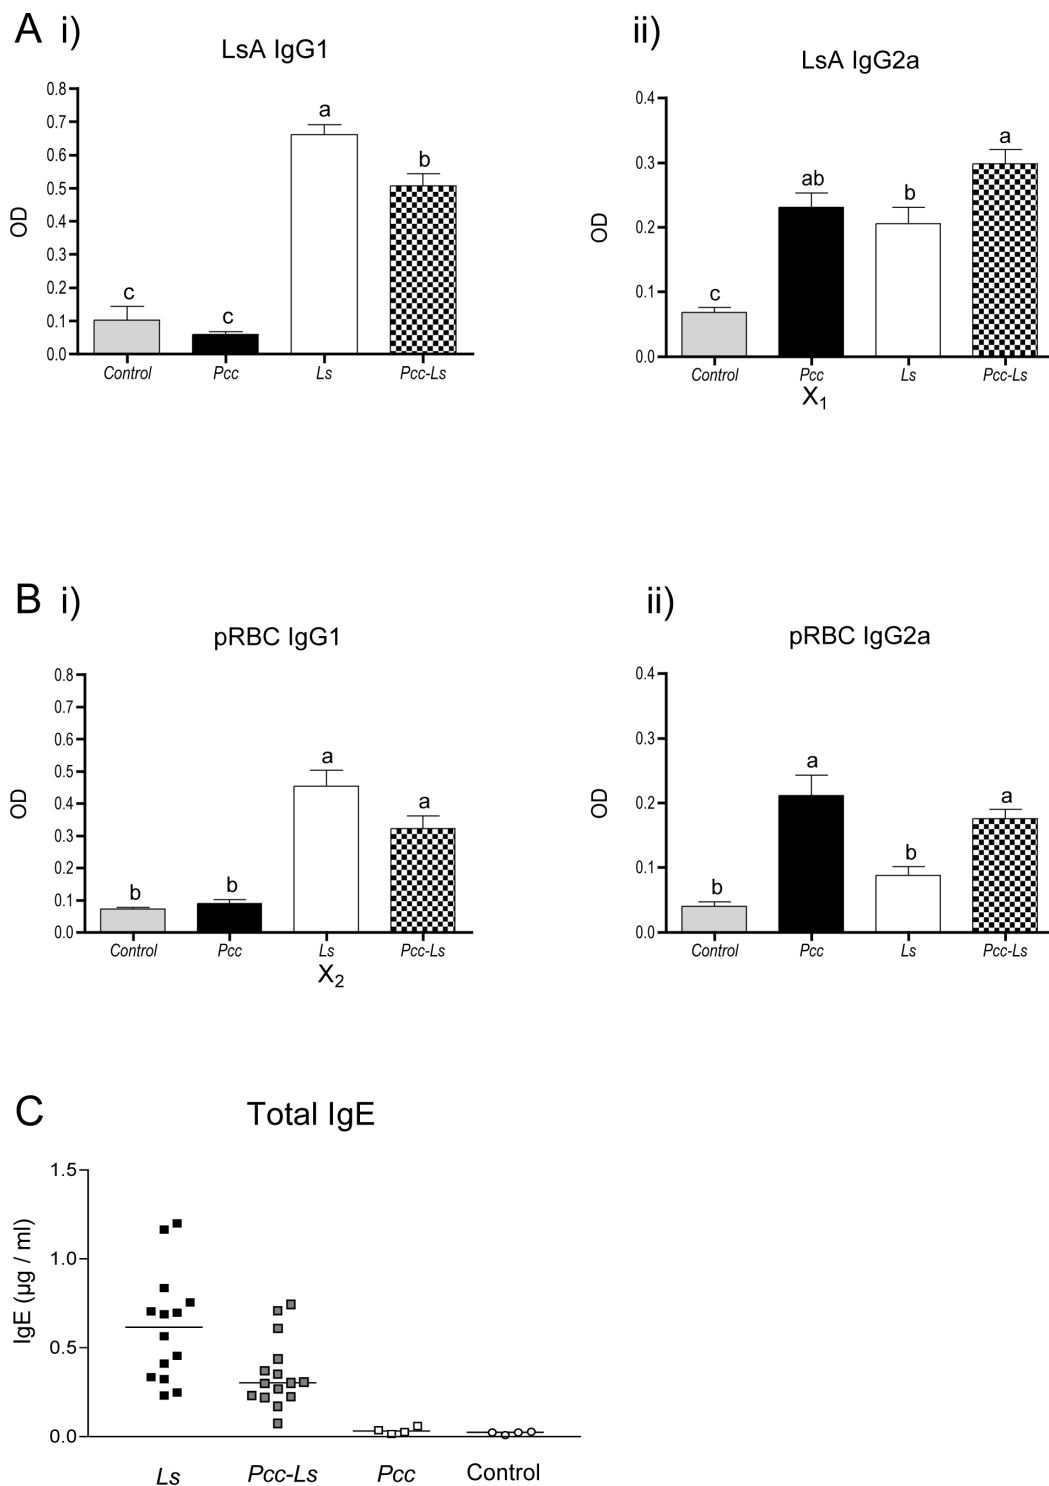 A i)
LsA IgG1
0.8
0.7
0.6
0.5
0.4
0.3
0.2
0.1
0.0
OD
c
c
a
b
Control Pcc Ls Pcc-Ls
ii)
LsA IgG2a
0.4
0.3
0.2
0.1
0.0
OD
c
ab
b
a
Control Pcc Ls Pcc-Ls
X₁
B i)
pRBC IgG1
0.8
0.7
0.6
0.5
0.4
0.3
0.2
0.1
0.0
OD
b
b
a
a
Control Pcc Ls Pcc-Ls
X₂
ii)
pRBC IgG2a
0.4
0.3
0.2
0.1
0.0
OD
b
a
b
a
Control Pcc Ls Pcc-Ls
C
Total IgE
1.5
1.0
0.5
0.0
IgE (µg / ml)
Ls Pcc-Ls Pcc Control